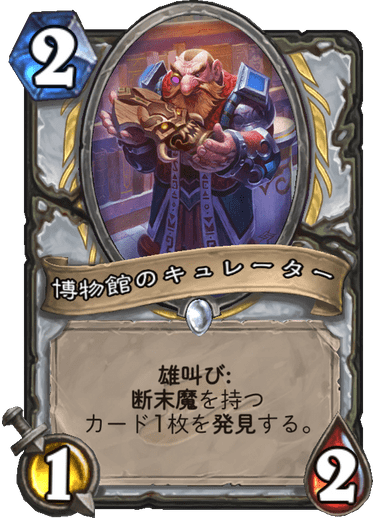 2
博物館のキュレーター
雄叫び:
断末魔を持つ
カード1枚を発見する。
1
2